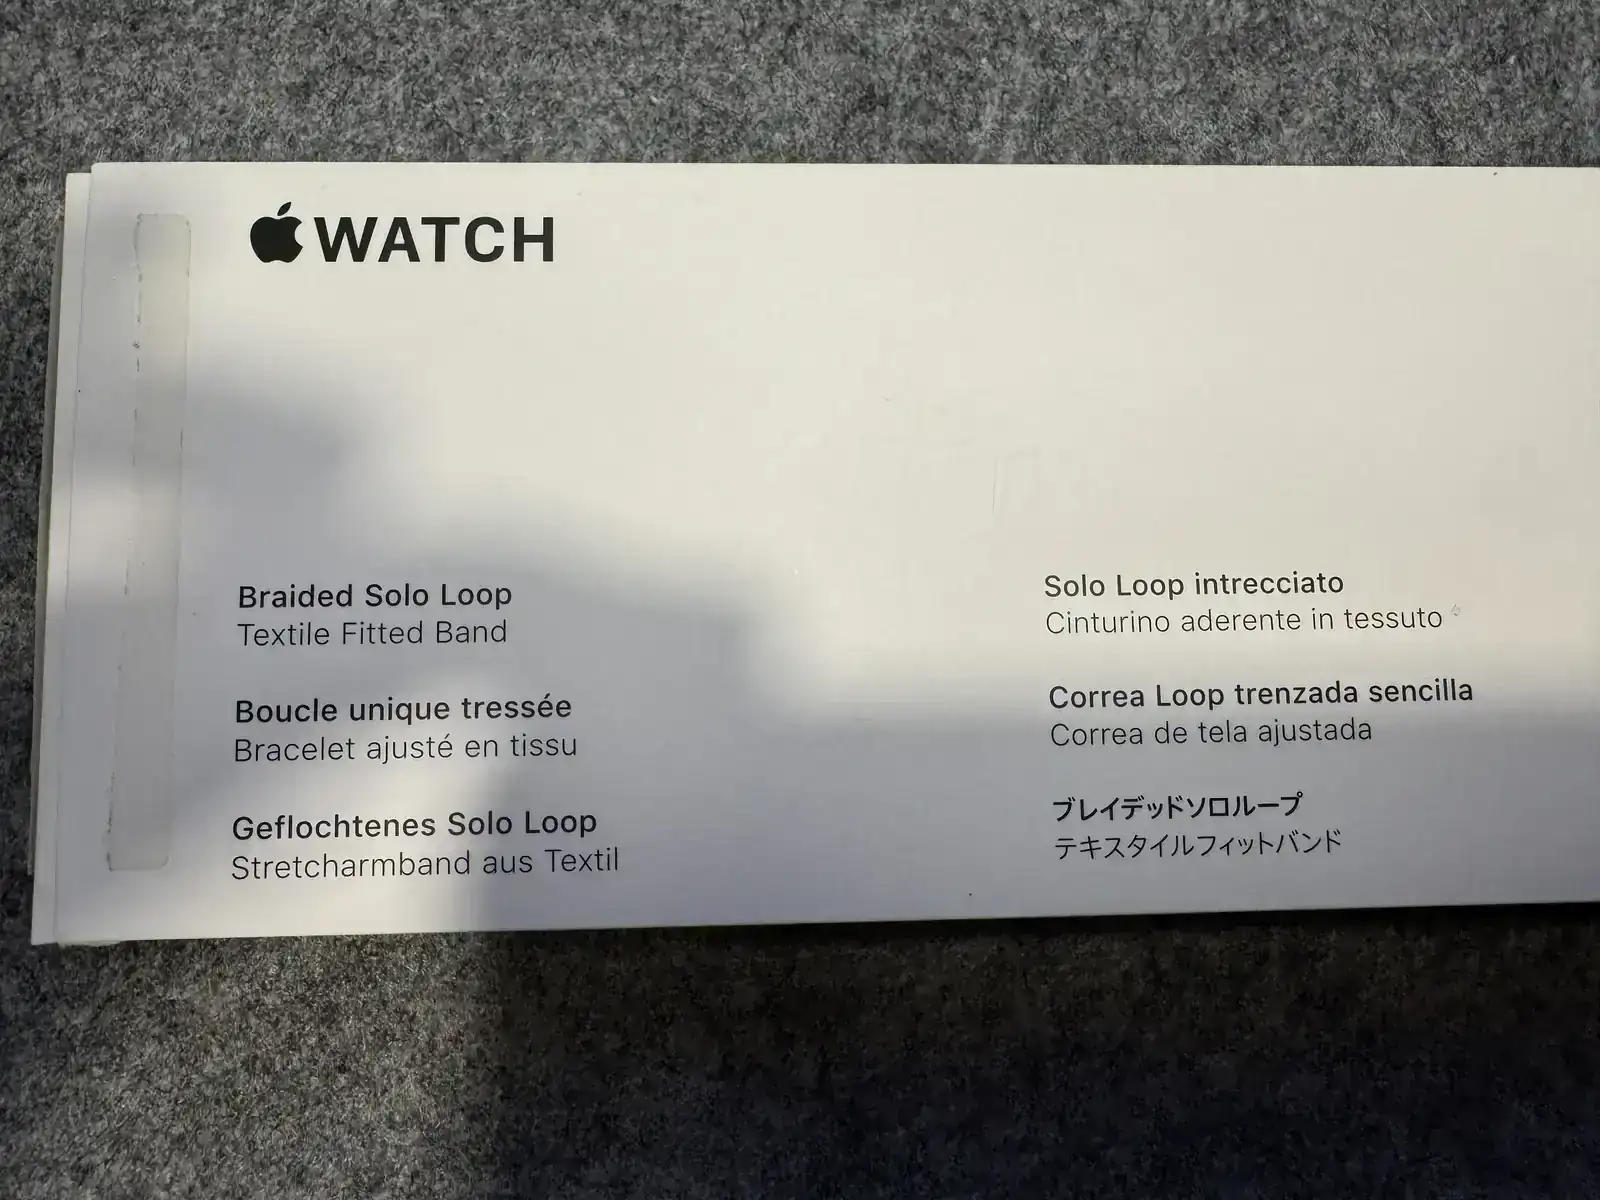 WATCH
Braided Solo Loop
Textile Fitted Band
Boucle unique tressée
Bracelet ajusté en tissu
Geflochtenes Solo Loop
Stretcharmband aus Textil
Solo Loop intrecciato
Cinturino aderente in tessuto
Correa Loop trenzada sencilla
Correa de tela ajustada
ブレイデッドソロループ
テキスタイルフィットバンド